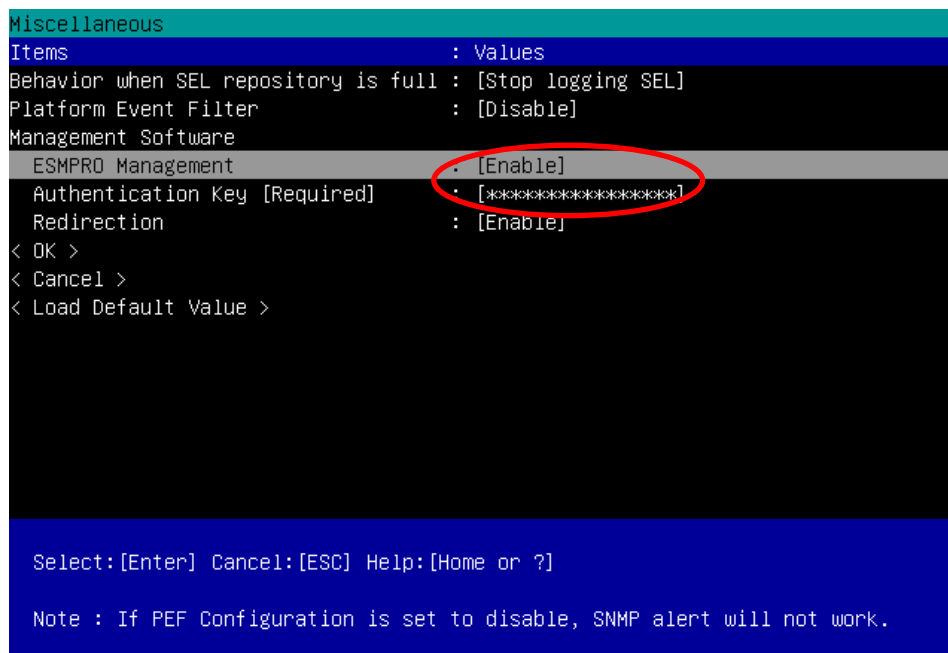 Miscellaneous
Items : Values
Behavior when SEL repository is full : [Stop logging SEL]
Platform Event Filter : [Disable]
Management Software
ESMPRO Management : [Enable]
Authentication Key [Required] : [****************]
Redirection : [Enable]
< OK >
< Cancel >
< Load Default Value >
Select:[Enter] Cancel:[ESC] Help:[Home or ?]
Note : If PEF Configuration is set to disable, SNMP alert will not work.